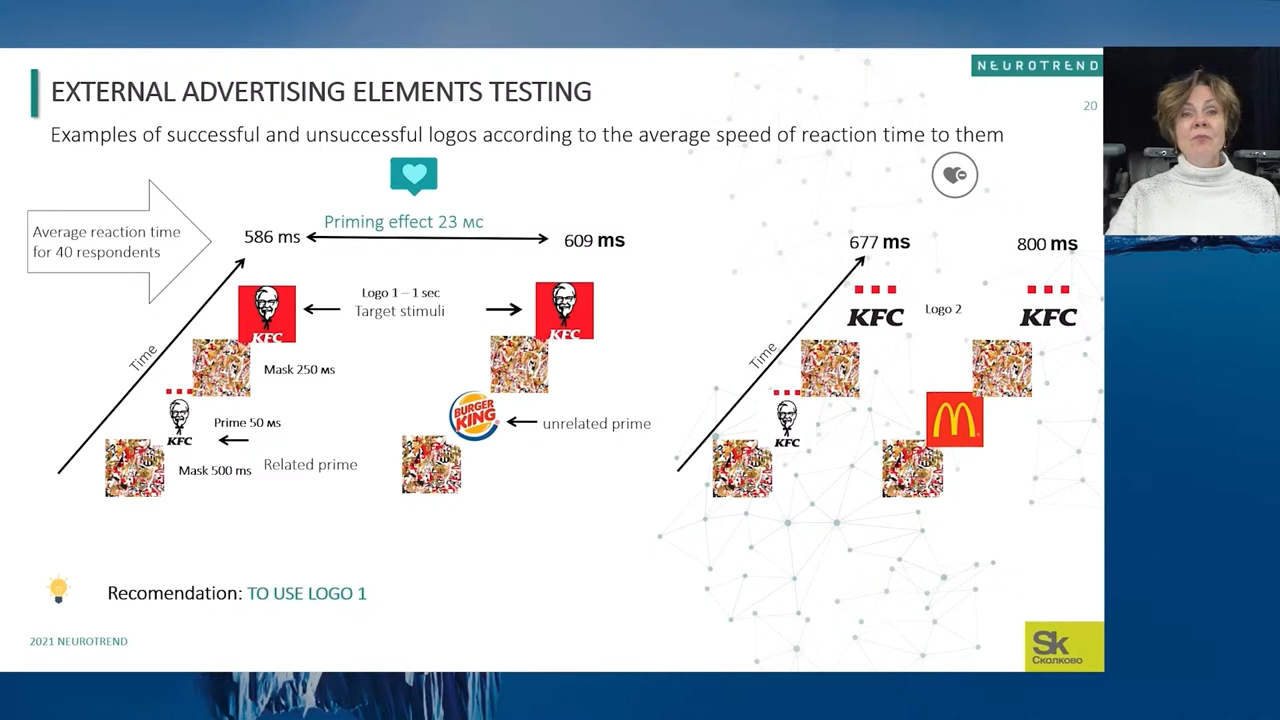 NEUROTREND
EXTERNAL ADVERTISING ELEMENTS TESTING
20
Examples of successful and unsuccessful logos according to the average speed of reaction time to them
Average reaction time
for 40 respondents
Priming effect 23 мс
586 ms
609 ms
677 ms
800 ms
Logo 1 – 1 sec
Target stimuli
KFC
KFC
KFC
Logo 2
KFC
Time
Time
Mask 250 мs
Prime 50 мs
KFC
BURGER
KING
unrelated prime
KFC
Mask 500 ms
Related prime
Recomendation: TO USE LOGO 1
2021 NEUROTREND
Sk
Сколково